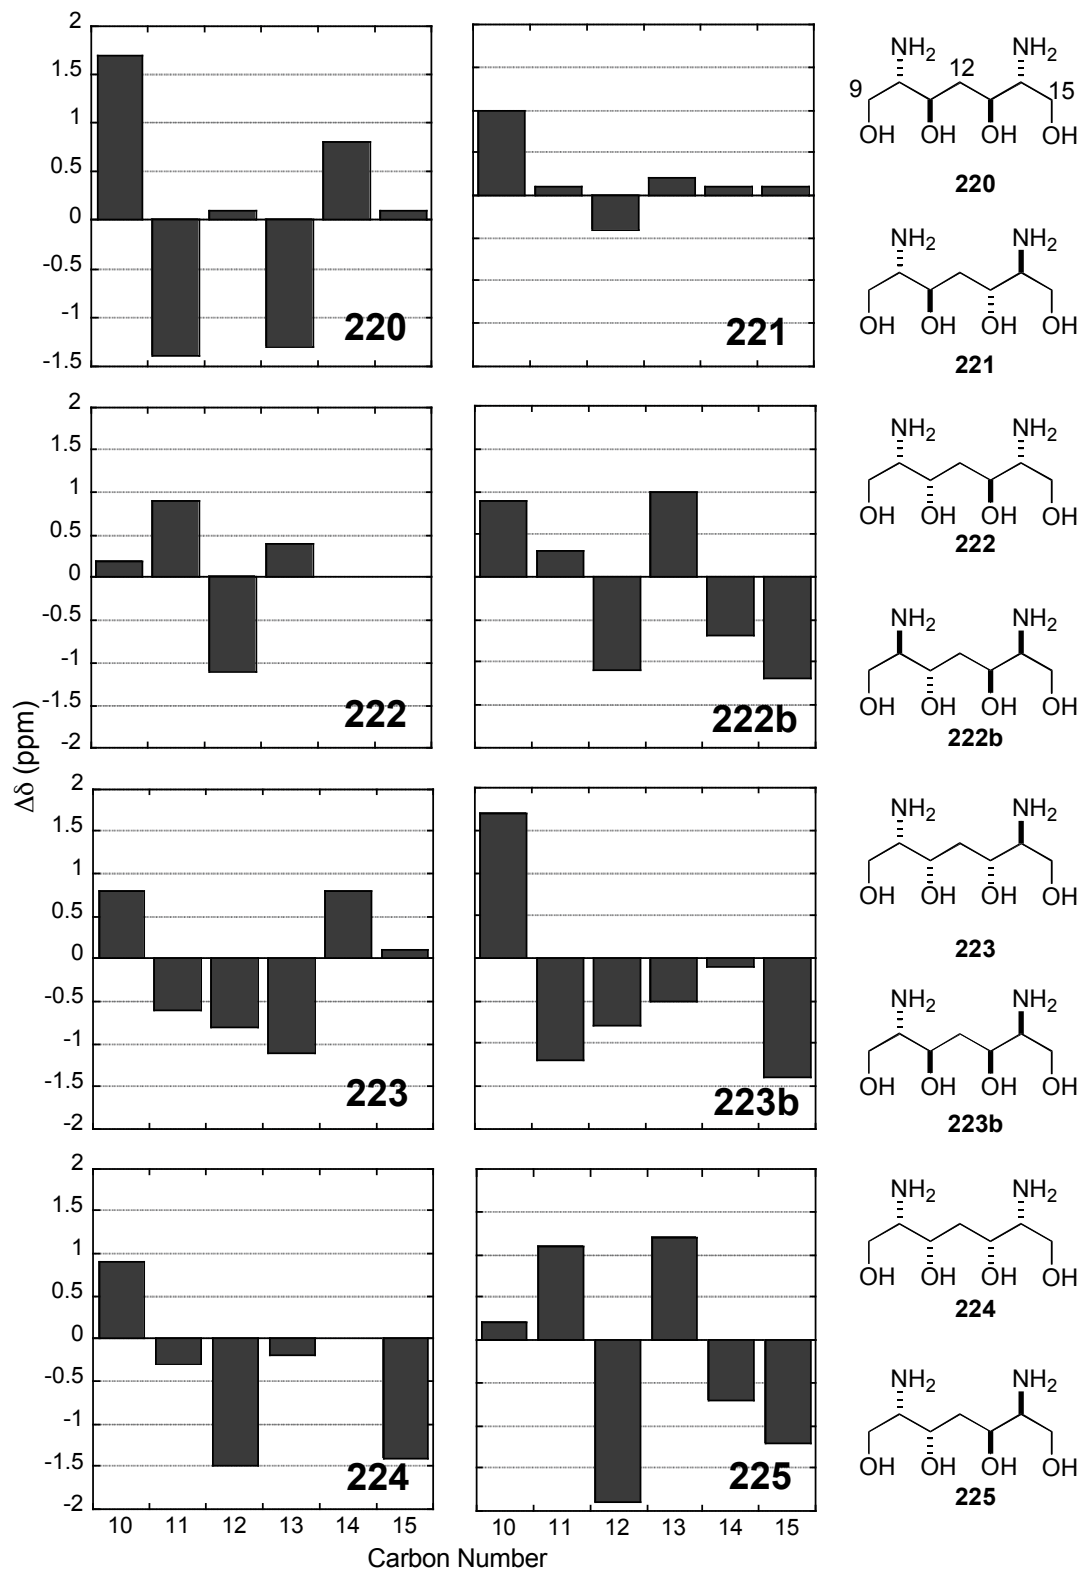 2
1.5
1
0.5
0
-0.5
-1
-1.5
220
221
2
1.5
1
0.5
0
-0.5
-1
-1.5
-2
222
222b
2
1.5
1
0.5
0
-0.5
-1
-1.5
-2
223
223b
2
1.5
1
0.5
0
-0.5
-1
-1.5
-2
224
225
10 11 12 13 14 15
10 11 12 13 14 15
Carbon Number
Δδ (ppm)
NH2 NH2
9 12 15
OH OH OH OH
220
NH2 NH2
OH OH OH OH
221
NH2 NH2
OH OH OH OH
222
NH2 NH2
OH OH OH OH
222b
NH2 NH2
OH OH OH OH
223
NH2 NH2
OH OH OH OH
223b
NH2 NH2
OH OH OH OH
224
NH2 NH2
OH OH OH OH
225